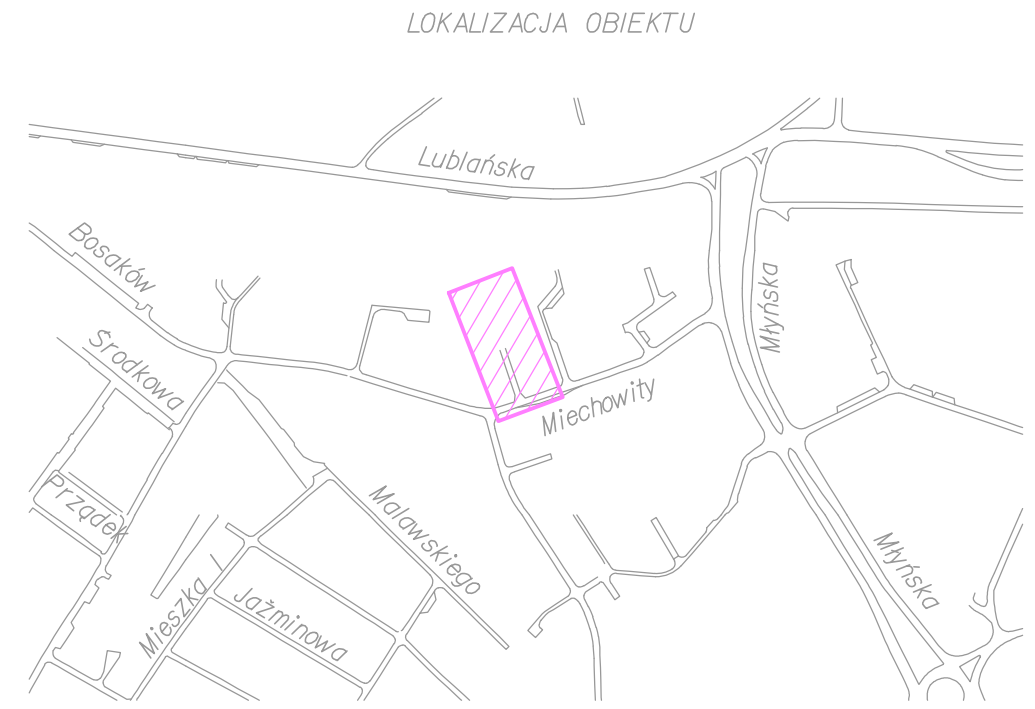 LOKALIZACJA OBIEKTU
Lublańska
Bosaków
Młyńska
Środkowa
Miechowity
Prządek
Malawskiego
Młyńska
Mieszka I
Jaźminowa